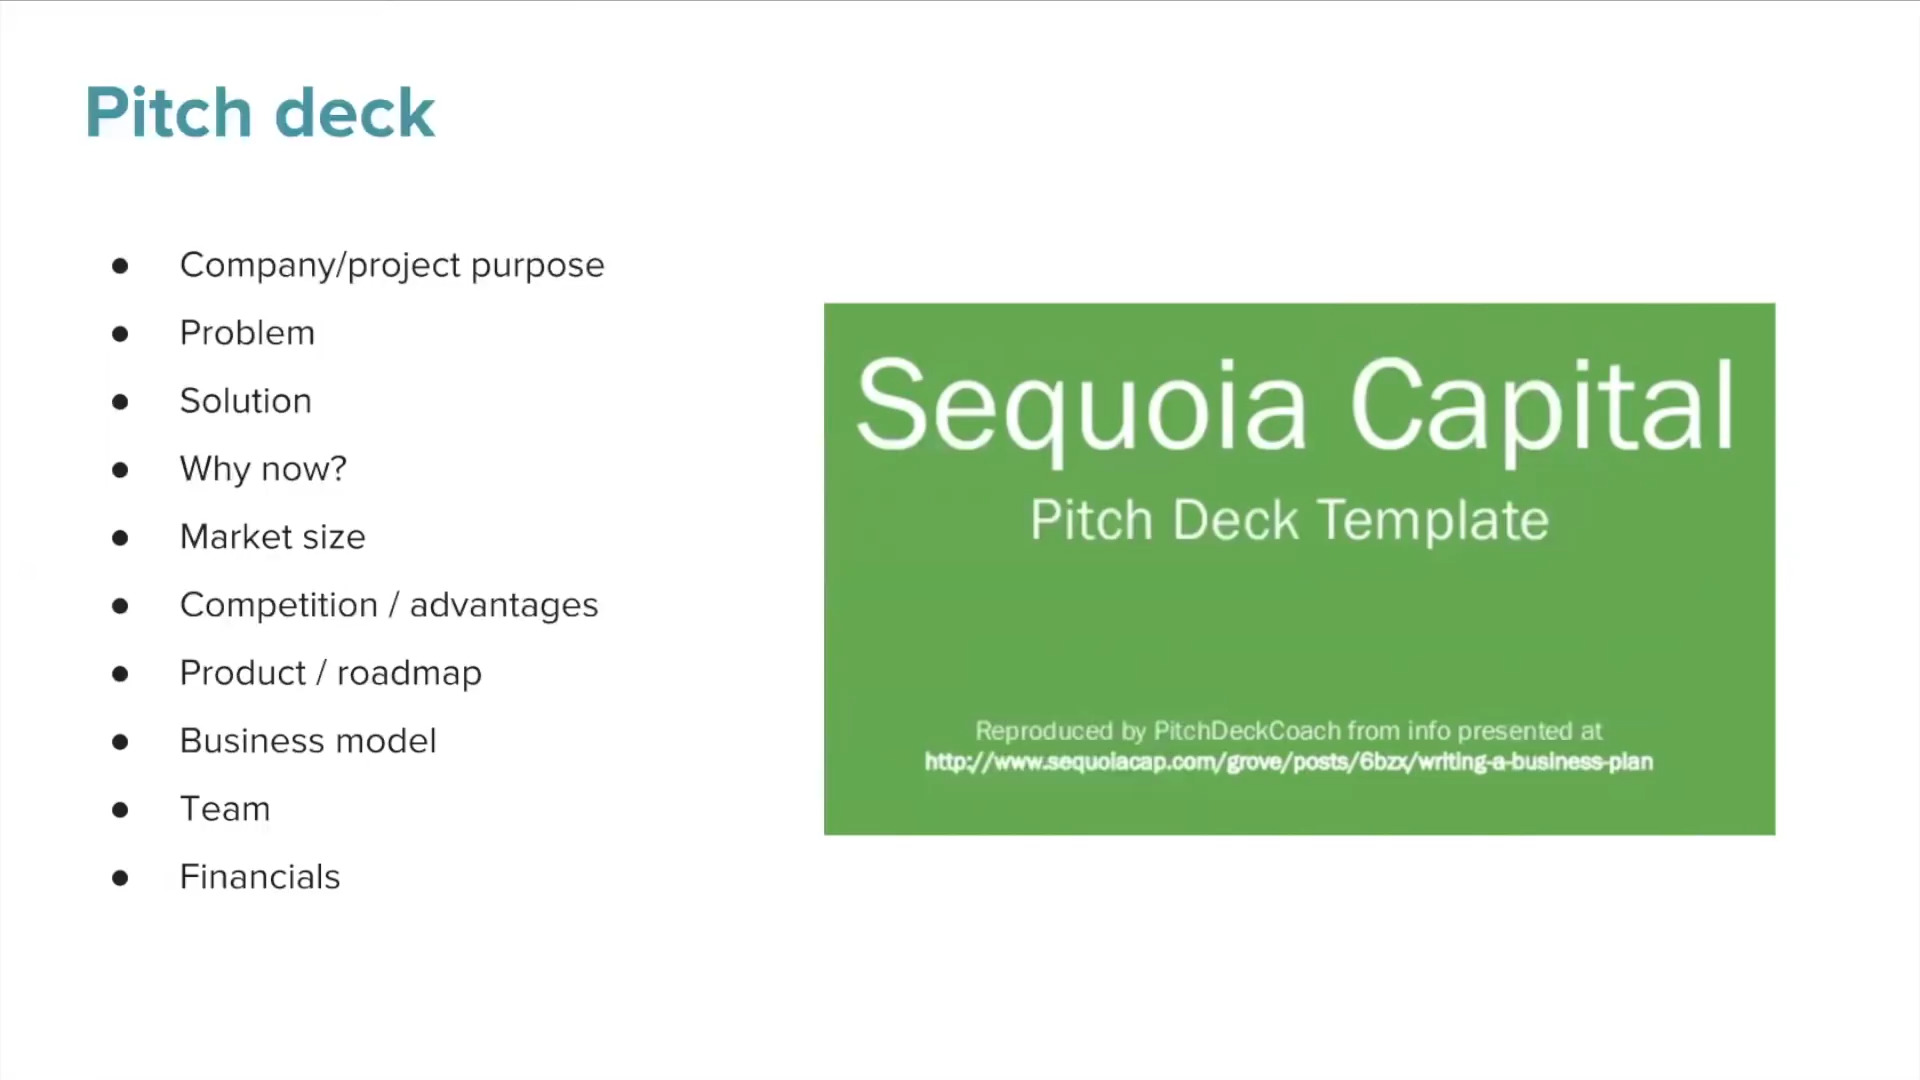 Pitch deck
Company/project purpose
Problem
Solution
Why now?
Market size
Competition / advantages
Product / roadmap
Business model
Team
Financials
Sequoia Capital
Pitch Deck Template
Reproduced by PitchDeckCoach from info presented at
http://www.sequoiacap.com/grove/posts/6bzx/writing-a-business-plan